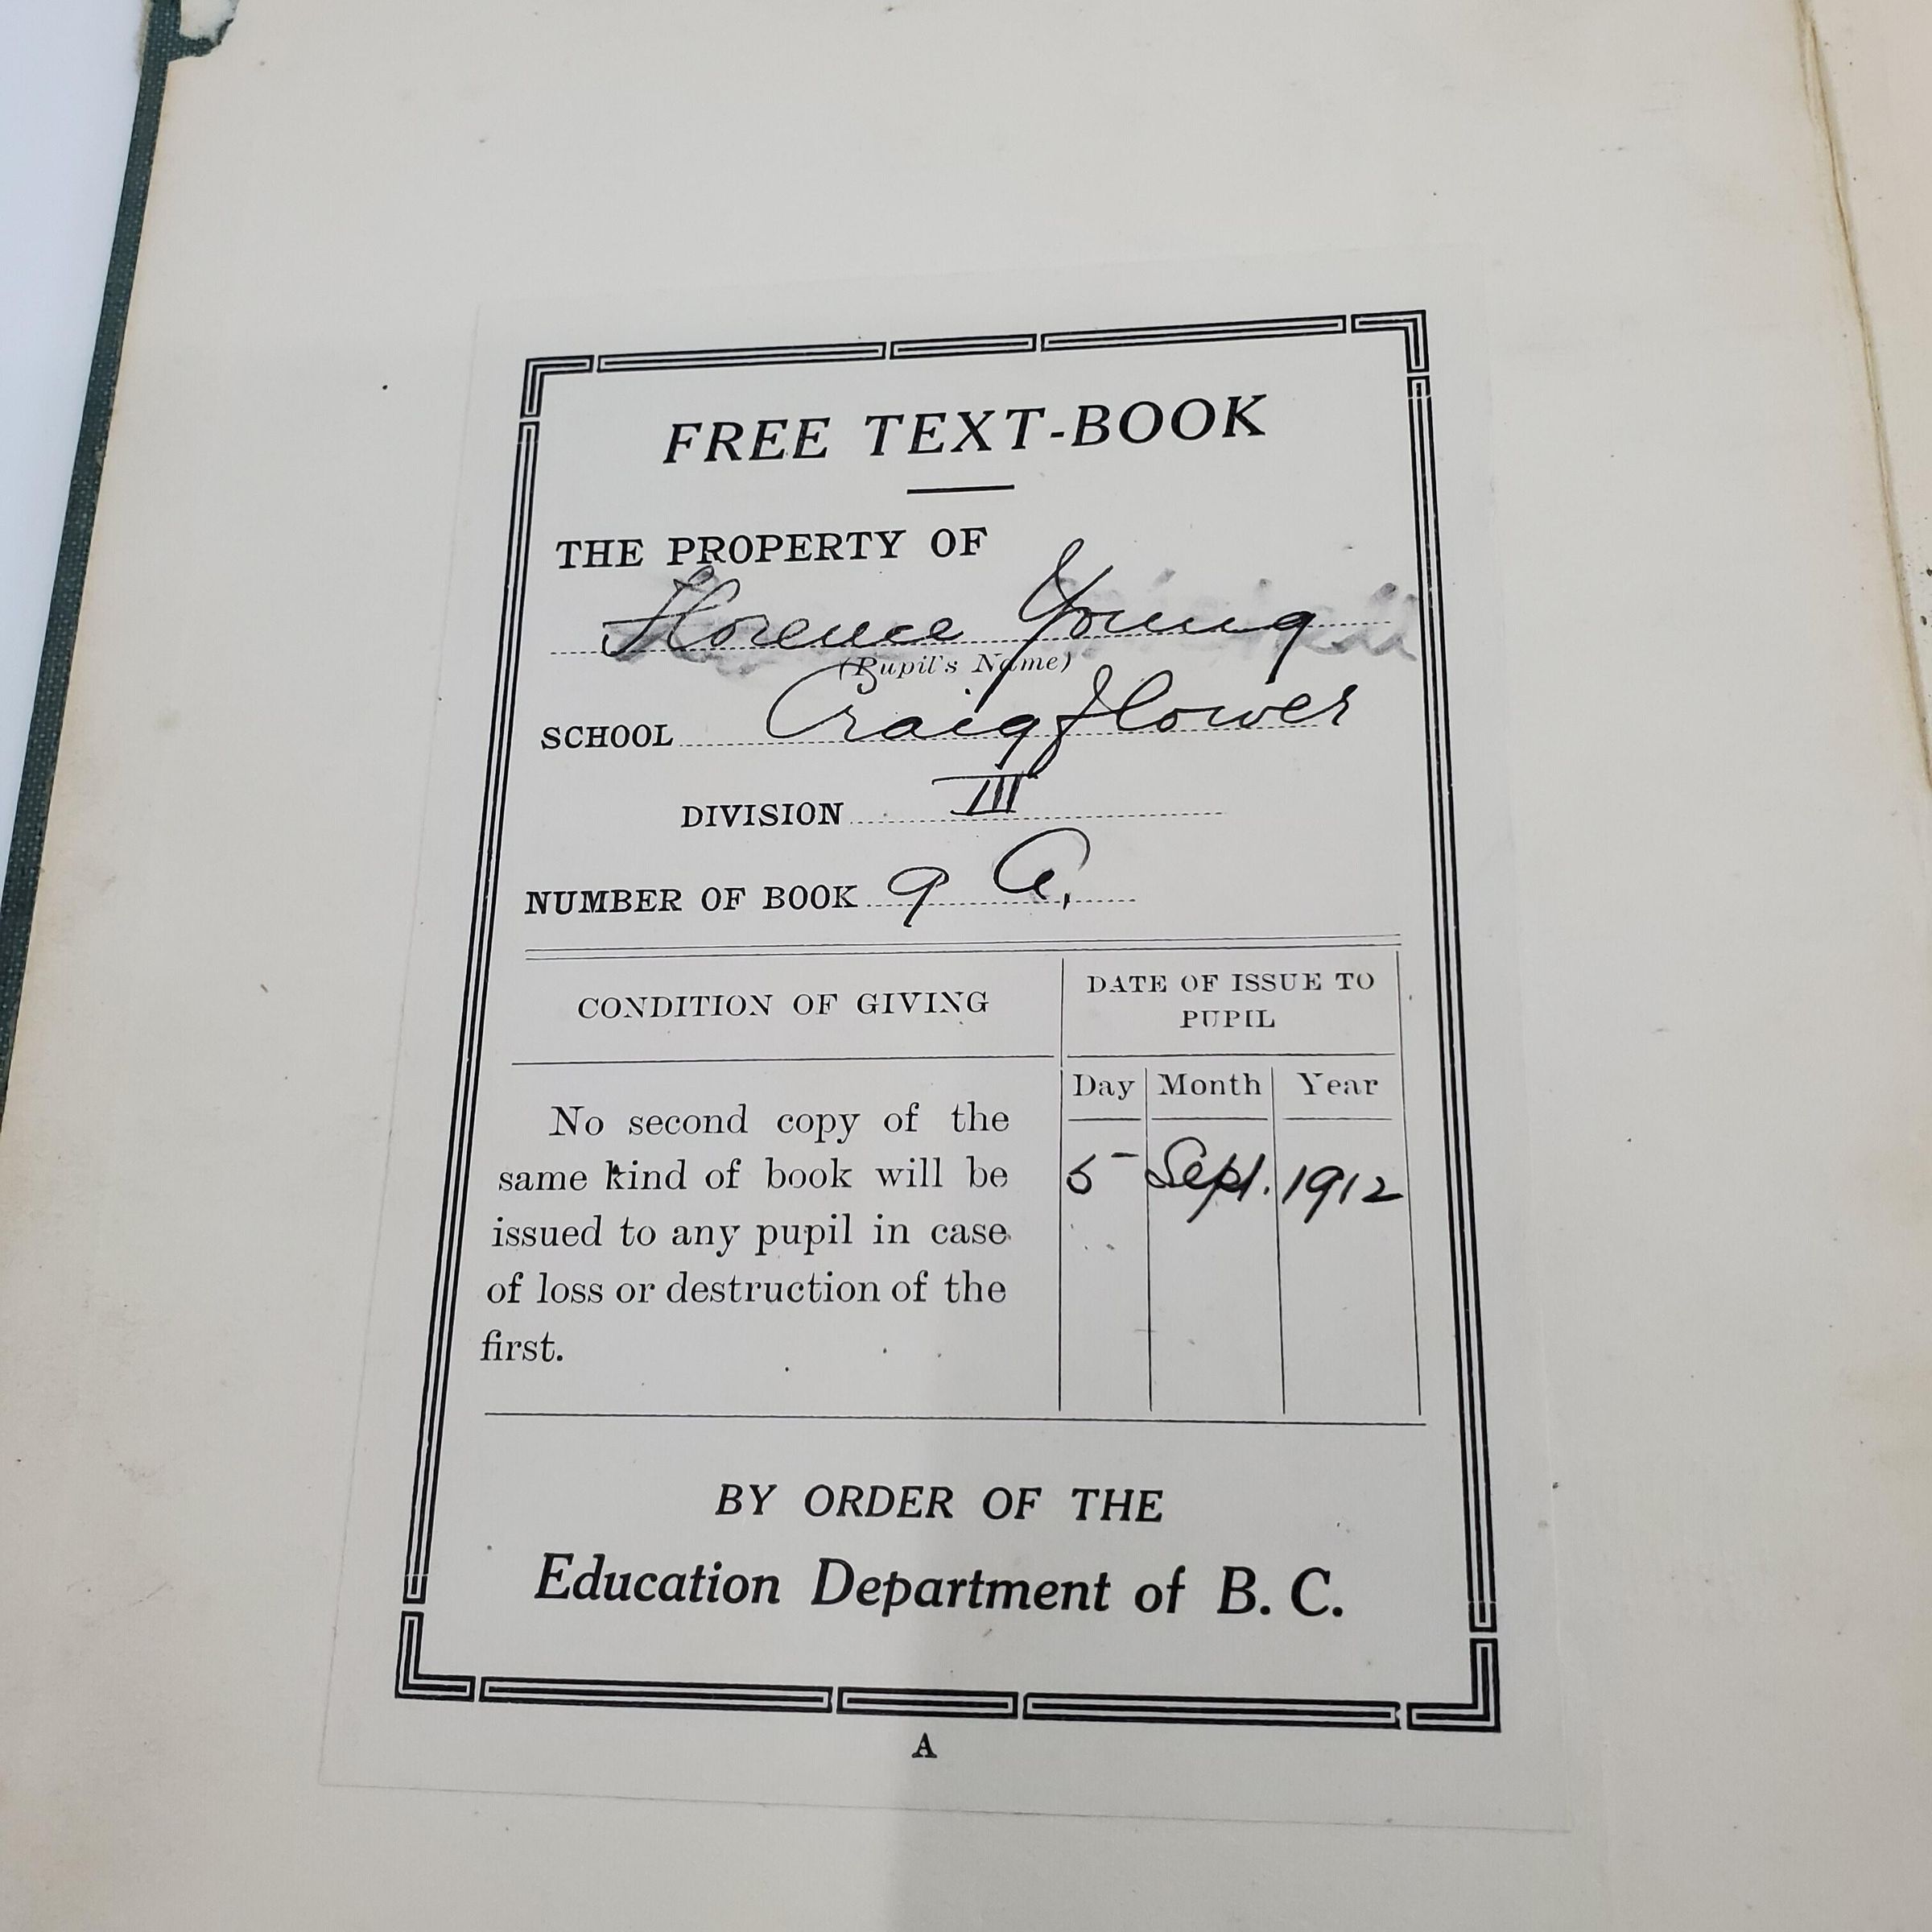 FREE TEXT-BOOK
THE PROPERTY OF
Florence Young
(Pupil's Name)
SCHOOL Craigflower
DIVISION III
NUMBER OF BOOK 9 A.
CONDITION OF GIVING
DATE OF ISSUE TO
PUPIL
Day Month Year
No second copy of the
same kind of book will be
issued to any pupil in case
of loss or destruction of the
first.
5 Sept. 1912
BY ORDER OF THE
Education Department of B. C.
A